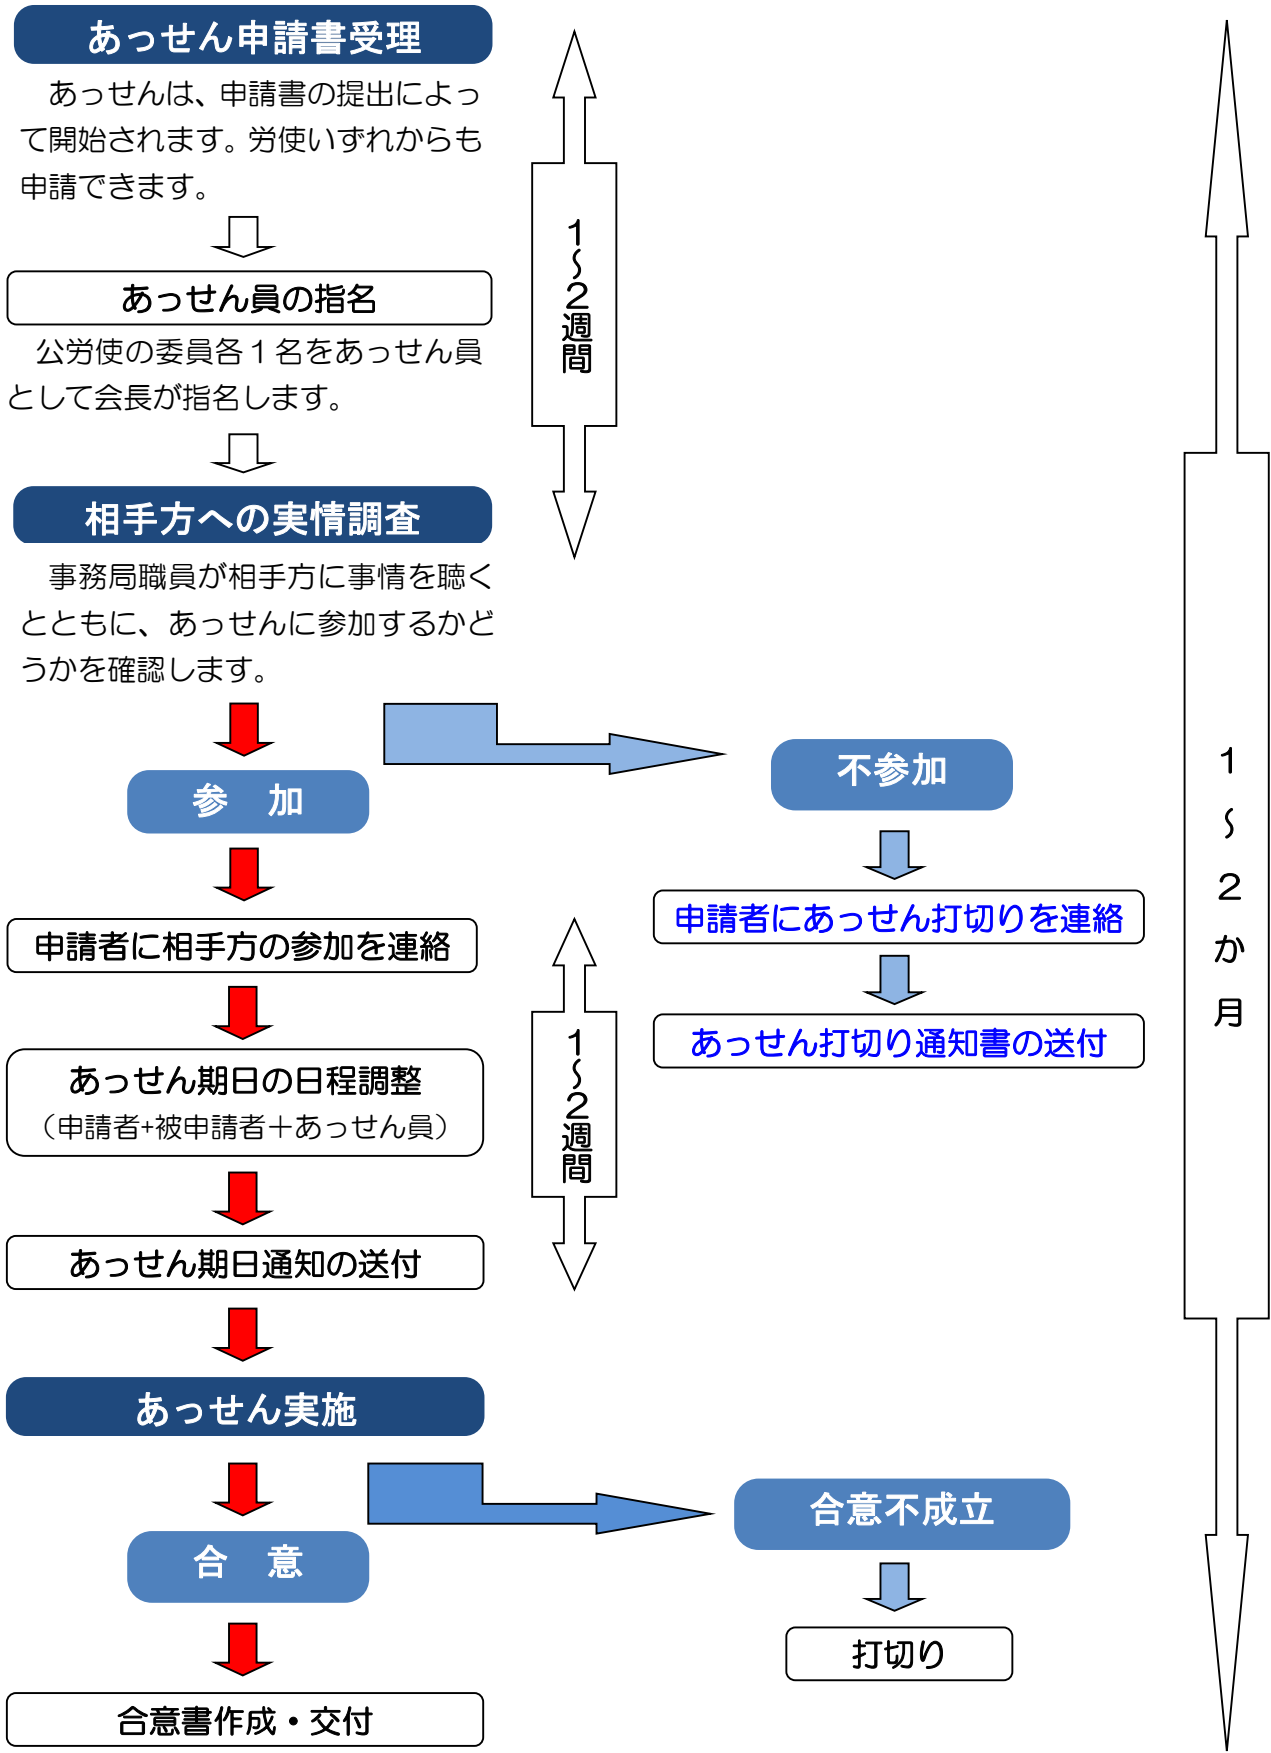 あっせん申請書受理
あっせんは、申請書の提出によっ
て開始されます。労使いずれからも
申請できます。
あっせん員の指名
公労使の委員各１名をあっせん員
として会長が指名します。
相手方への実情調査
事務局職員が相手方に事情を聴く
とともに、あっせんに参加するかど
うかを確認します。
1～2週間
参　加
不参加
申請者に相手方の参加を連絡
申請者にあっせん打切りを連絡
あっせん打切り通知書の送付
あっせん期日の日程調整
（申請者+被申請者＋あっせん員）
1～2週間
あっせん期日通知の送付
あっせん実施
合　意
合意不成立
打切り
合意書作成・交付
1～2か月